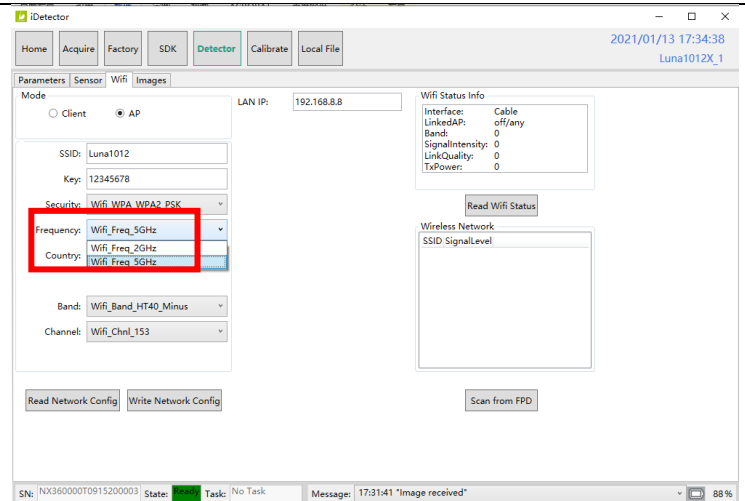 iDetector
Home Acquire Factory SDK Detector Calibrate Local File
2021/01/13 17:34:38
Luna1012X_1
Parameters Sensor Wifi Images
Mode
Client AP
LAN IP: 192.168.8.8
SSID: Luna1012
Key: 12345678
Security: Wifi_WPA_WPA2_PSK
Frequency: Wifi_Freq_5GHz
Wifi_Freq_2GHz
Country: Wifi_Freq_5GHz
Band: Wifi_Band_HT40_Minus
Channel: Wifi_Chnl_153
Read Network Config Write Network Config
Wifi Status Info
Interface: Cable
LinkedAP: off/any
Band: 0
SignalIntensity: 0
LinkQuality: 0
TxPower: 0
Read Wifi Status
Wireless Network
SSID SignalLevel
Scan from FPD
SN: NX360000T0915200003 State: Ready Task: No Task Message: 17:31:41 "Image received" 88%